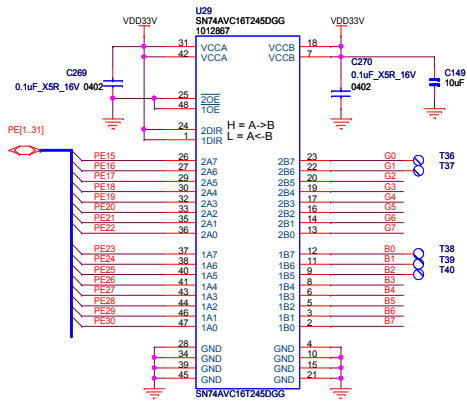 U29
SN74AVC16T245DGG
1012867
VDD33V
VDD33V
31 VCCA VCCB 18
42 VCCA VCCB 7
C269
0.1uF_X5R_16V
0402
C270
0.1uF_X5R_16V
0402
C149
10uF
25 2OE
48 1OE
24 2DIR
1 1DIR
H = A->B
L = A<-B
PE[1..31]
PE15 26 2A7 2B7 23 G0 T36
PE16 27 2A6 2B6 22 G1 T37
PE17 29 2A5 2B5 20 G2
PE18 30 2A4 2B4 19 G3
PE19 32 2A3 2B3 17 G4
PE20 33 2A2 2B2 16 G5
PE21 35 2A1 2B1 14 G6
PE22 36 2A0 2B0 13 G7
PE23 37 1A7 1B7 12 B0 T38
PE24 38 1A6 1B6 11 B1 T39
PE25 40 1A5 1B5 9 B2 T40
PE26 41 1A4 1B4 8 B3
PE27 43 1A3 1B3 6 B4
PE28 44 1A2 1B2 5 B5
PE29 46 1A1 1B1 3 B6
PE30 47 1A0 1B0 2 B7
28 GND GND 4
34 GND GND 10
39 GND GND 15
45 GND GND 21
SN74AVC16T245DGG